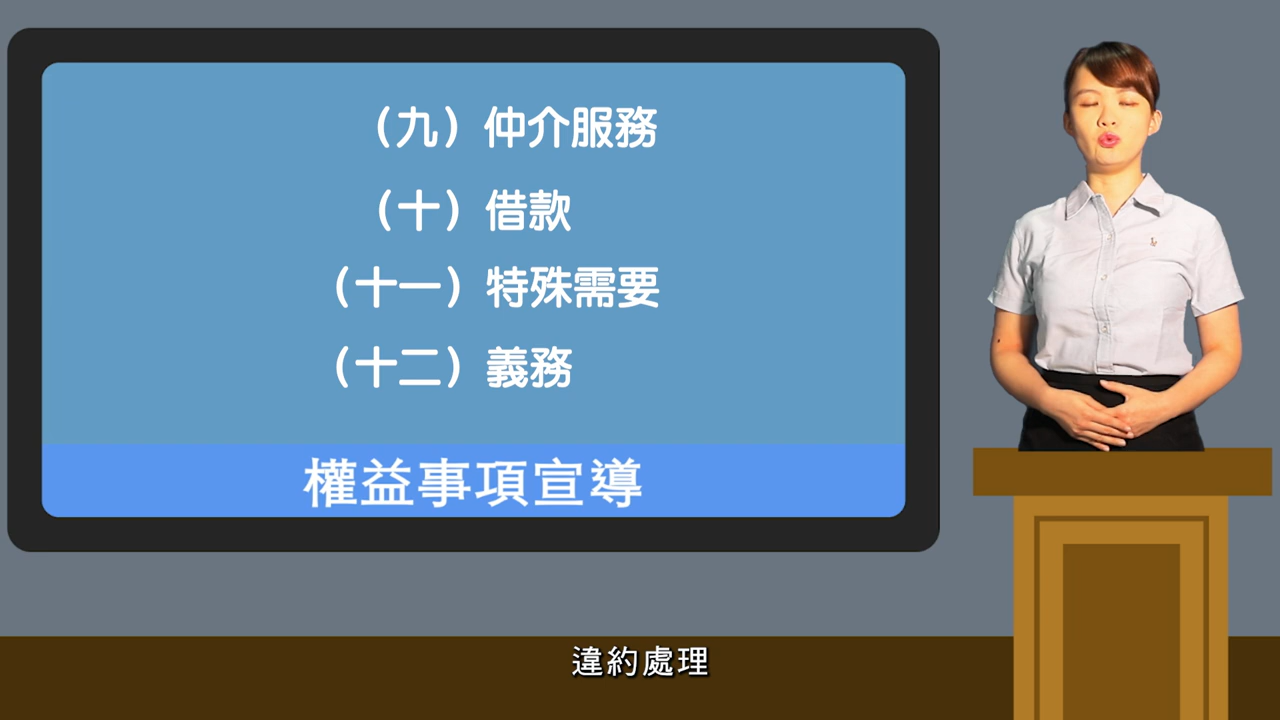 （九）仲介服務
（十）借款
（十一）特殊需要
（十二）義務
權益事項宣導
違約處理